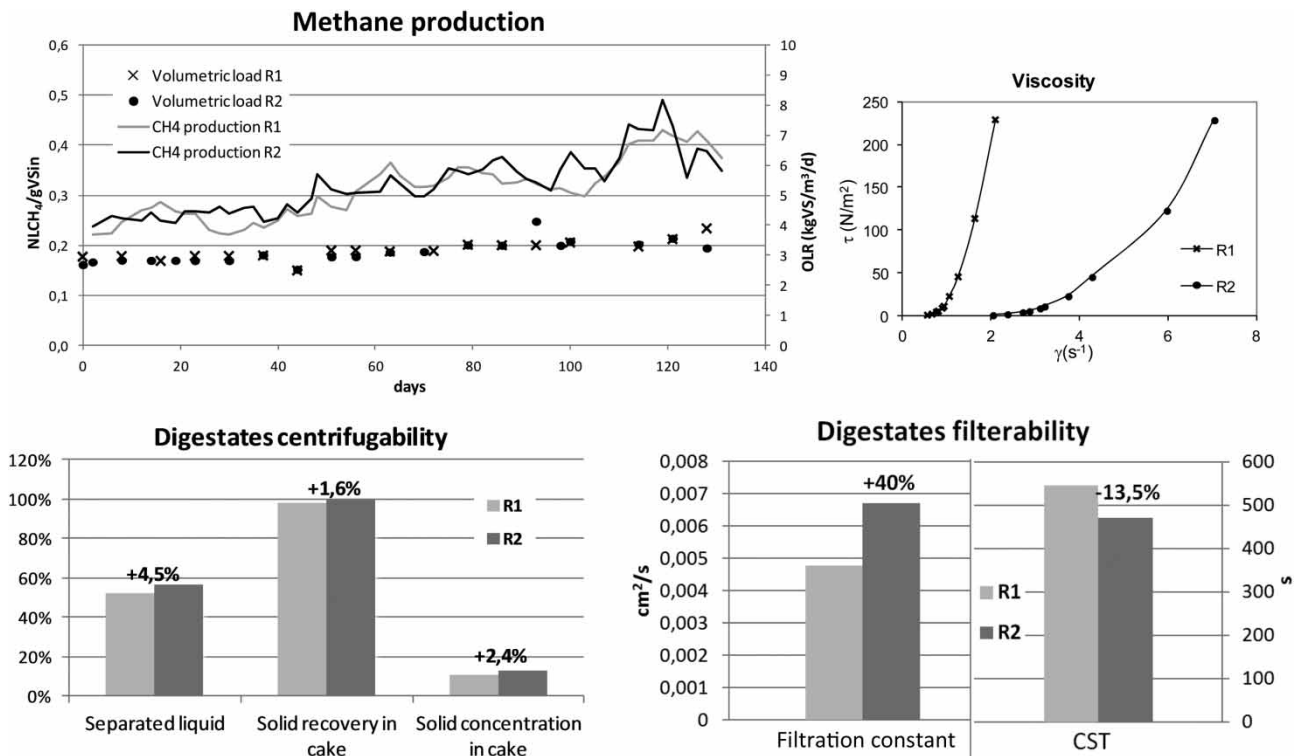 Methane production
NLCH4/gVSin
0,6
0,5
0,4
0,3
0,2
0,1
0,0
Volumetric load R1
Volumetric load R2
CH4 production R1
CH4 production R2
10
9
8
7
6
5
4
3
2
1
0
OLR (kgVS/m³/d)
0 20 40 60 80 100 120 140
days
Viscosity
τ (N/m²)
250
200
150
100
50
0
R1
R2
0 2 4 6 8
γ(s⁻¹)
Digestates centrifugability
120%
100%
80%
60%
40%
20%
0%
+4,5%
+1,6%
+2,4%
R1
R2
Separated liquid
Solid recovery in
cake
Solid concentration
in cake
Digestates filterability
cm²/s
0,008
0,007
0,006
0,005
0,004
0,003
0,002
0,001
0
+40%
-13,5%
R1
R2
600
500
400
300
200
100
0
s
Filtration constant
CST